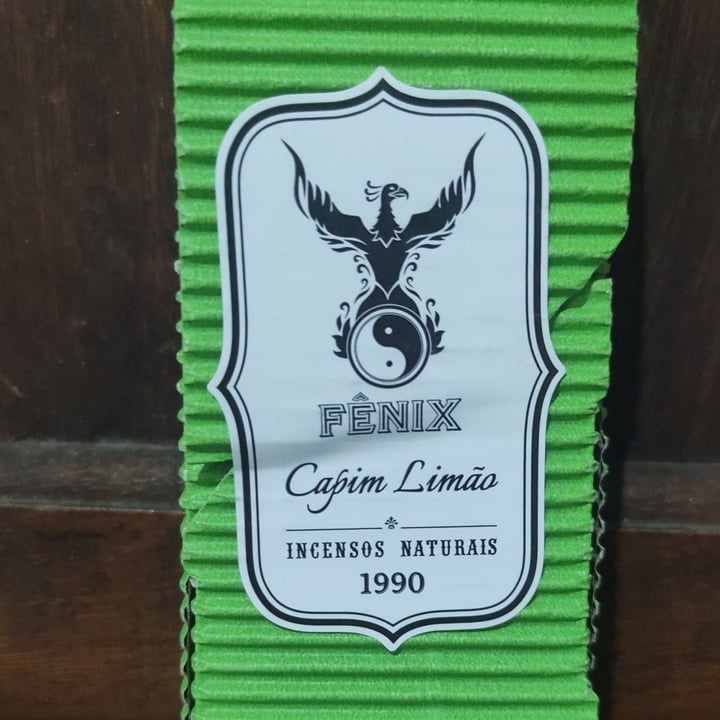 FÊNIX
Capim Limão
INCENSOS NATURAIS
1990